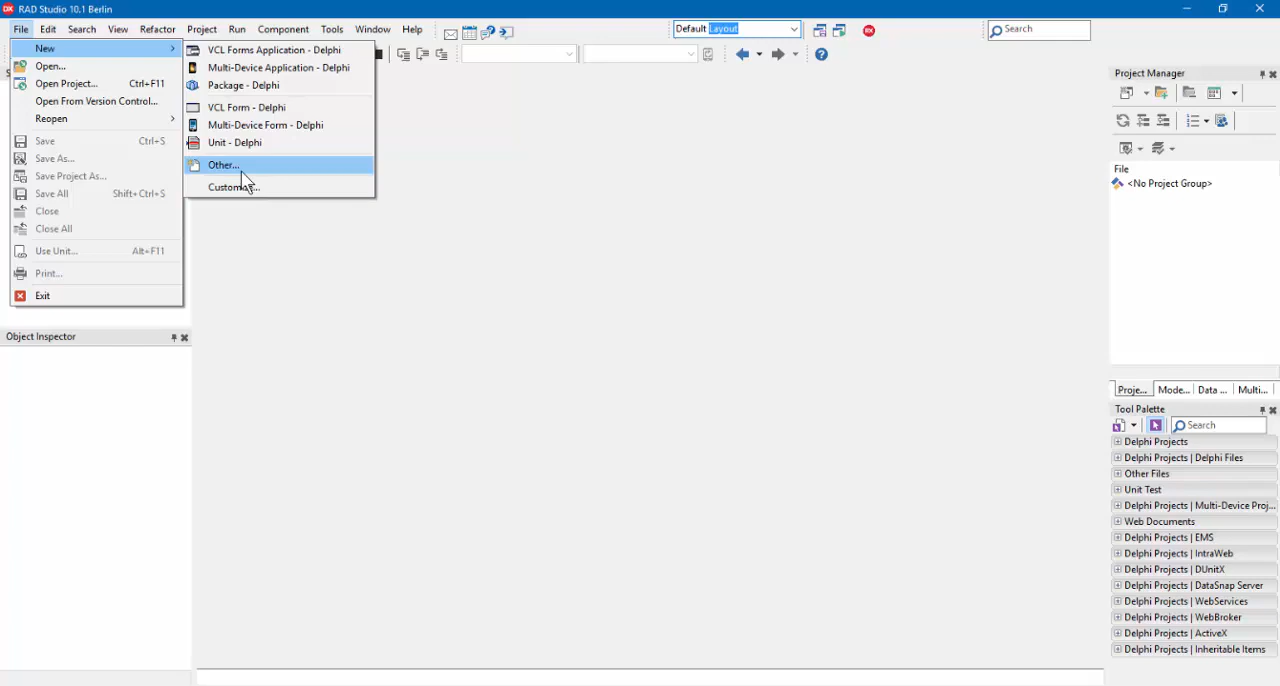 RAD Studio 10.1 Berlin
File Edit Search View Refactor Project Run Component Tools Window Help
Default Layout
Search
New
Open...
Open Project... Ctrl+F11
Open From Version Control...
Reopen
Save Ctrl+S
Save As...
Save Project As...
Save All Shift+Ctrl+S
Close
Close All
Use Unit... Alt+F11
Print...
Exit
VCL Forms Application - Delphi
Multi-Device Application - Delphi
Package - Delphi
VCL Form - Delphi
Multi-Device Form - Delphi
Unit - Delphi
Other...
Object Inspector
Project Manager
File
<No Project Group>
Proje... Mode... Data ... Multi...
Tool Palette
Search
Delphi Projects
Delphi Projects | Delphi Files
Other Files
Unit Test
Delphi Projects | Multi-Device Proj...
Web Documents
Delphi Projects | EMS
Delphi Projects | IntraWeb
Delphi Projects | DUnitX
Delphi Projects | DataSnap Server
Delphi Projects | WebServices
Delphi Projects | WebBroker
Delphi Projects | ActiveX
Delphi Projects | Inheritable Items